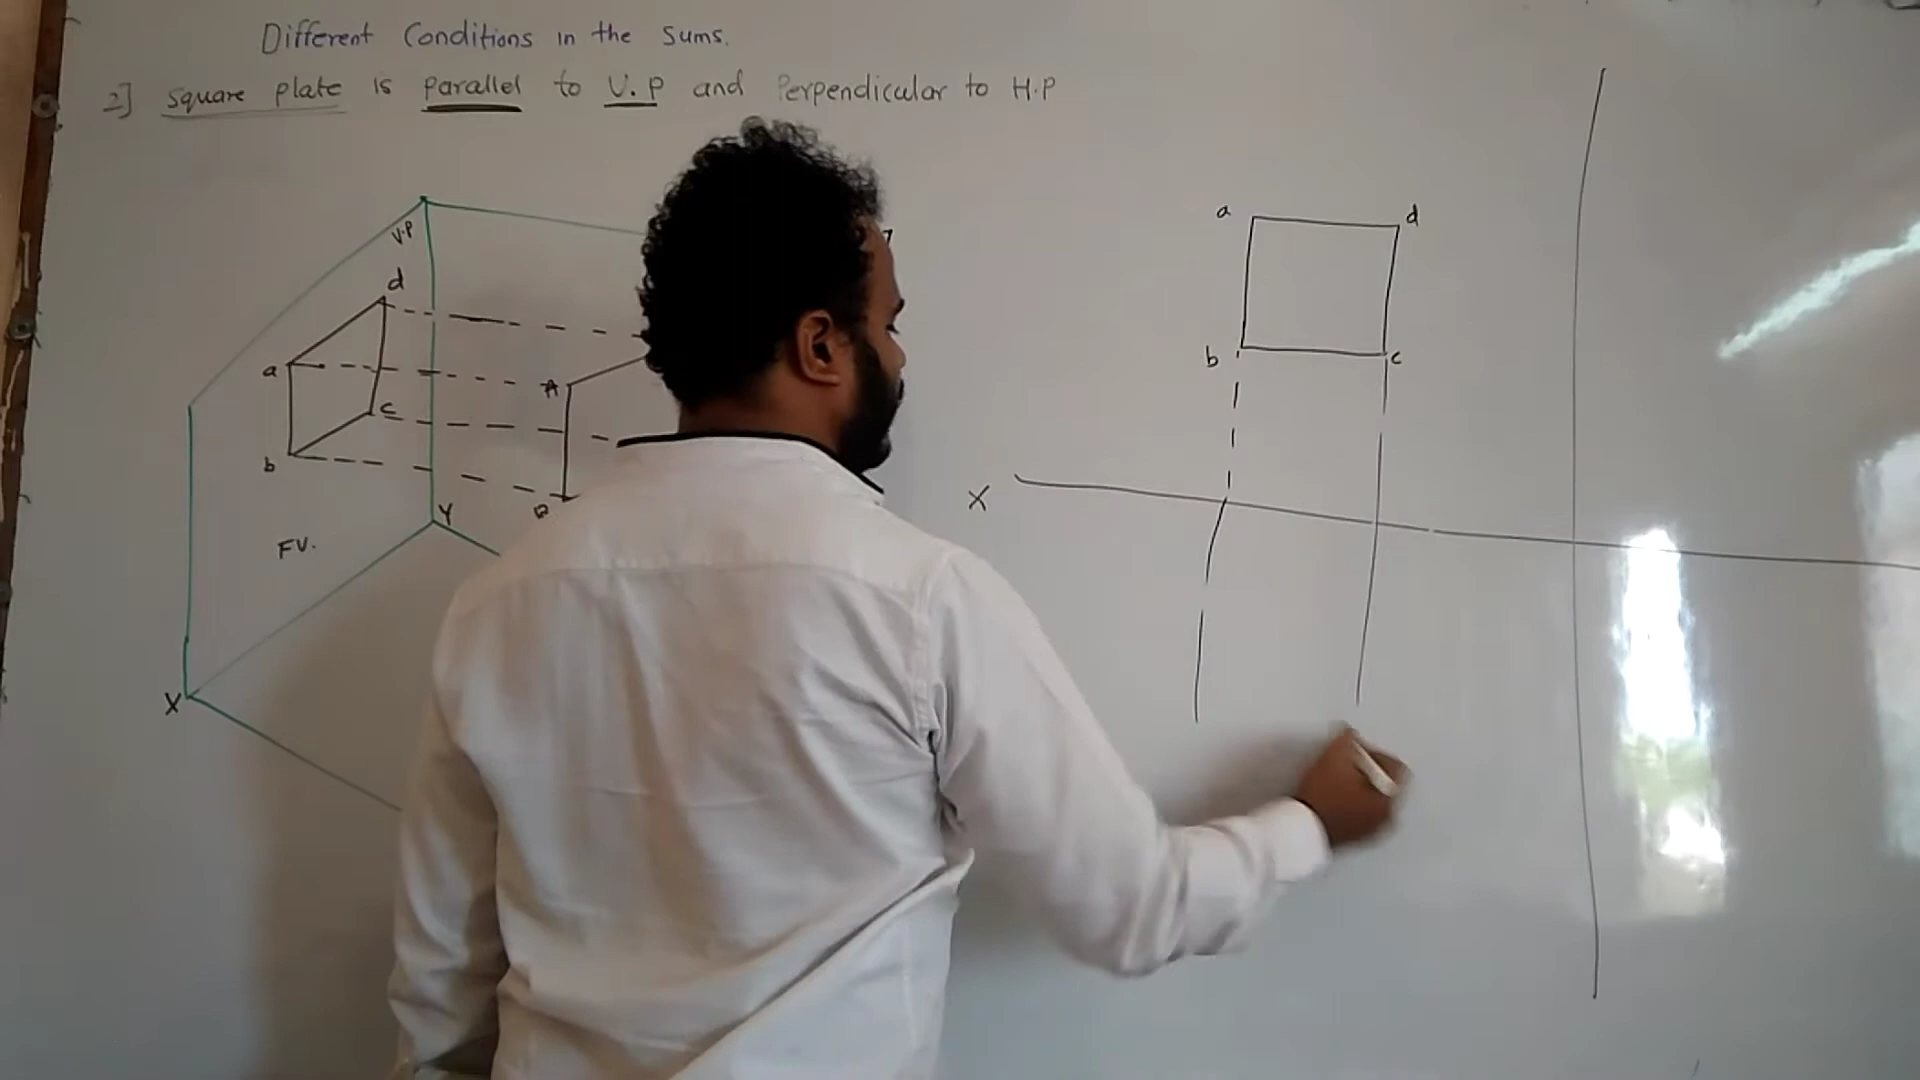 Different Conditions in the Sums.
2] Square plate is parallel to V.P and Perpendicular to H.P
V.P
d
a
c
b
A
B
Y
FV.
X
a
d
b
c
X